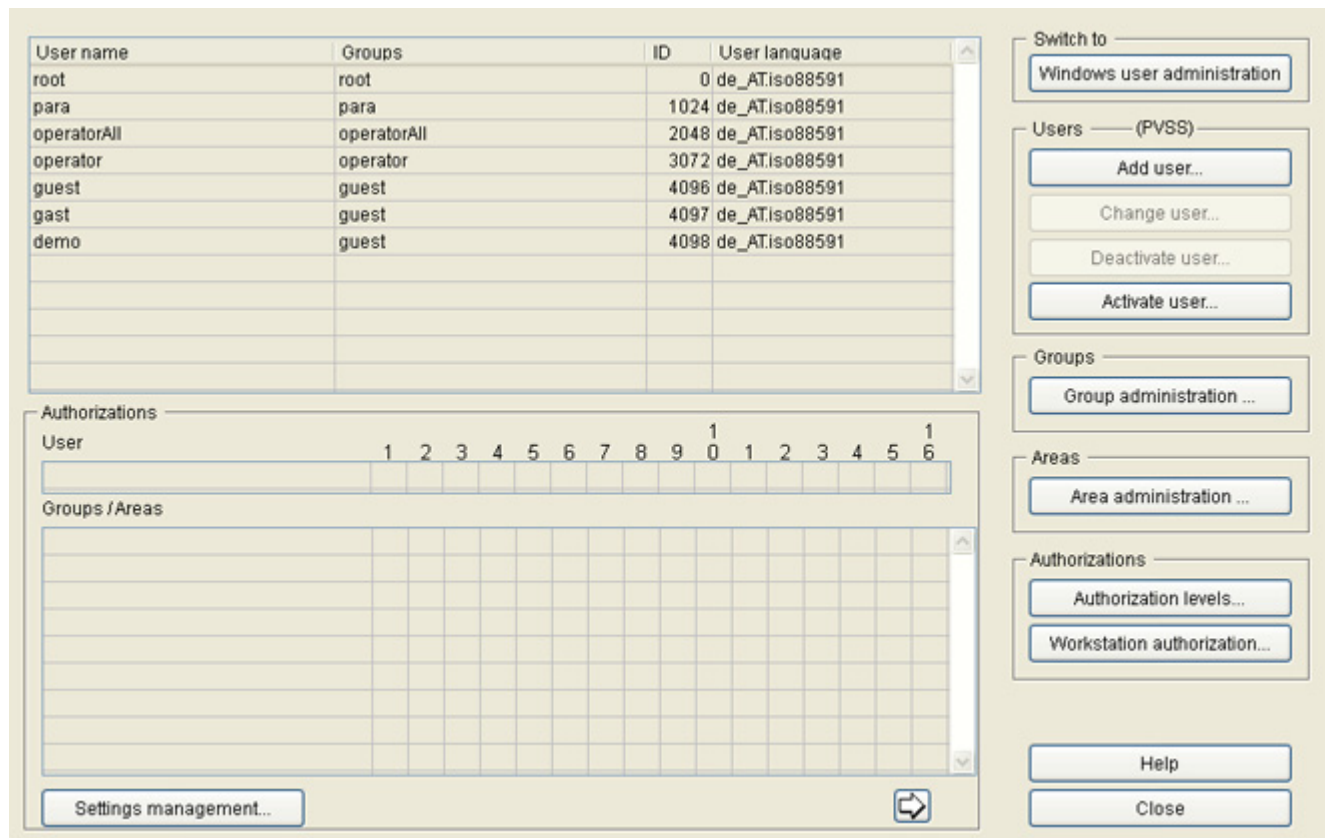 User name Groups ID User language
root root 0 de_AT.iso88591
para para 1024 de_AT.iso88591
operatorAll operatorAll 2048 de_AT.iso88591
operator operator 3072 de_AT.iso88591
guest guest 4096 de_AT.iso88591
gast guest 4097 de_AT.iso88591
demo guest 4098 de_AT.iso88591
Authorizations
User
1 2 3 4 5 6 7 8 9 10 1 2 3 4 5 16
Groups / Areas
Settings management...
Switch to
Windows user administration
Users (PVSS)
Add user...
Change user...
Deactivate user...
Activate user...
Groups
Group administration ...
Areas
Area administration ...
Authorizations
Authorization levels...
Workstation authorization...
Help
Close